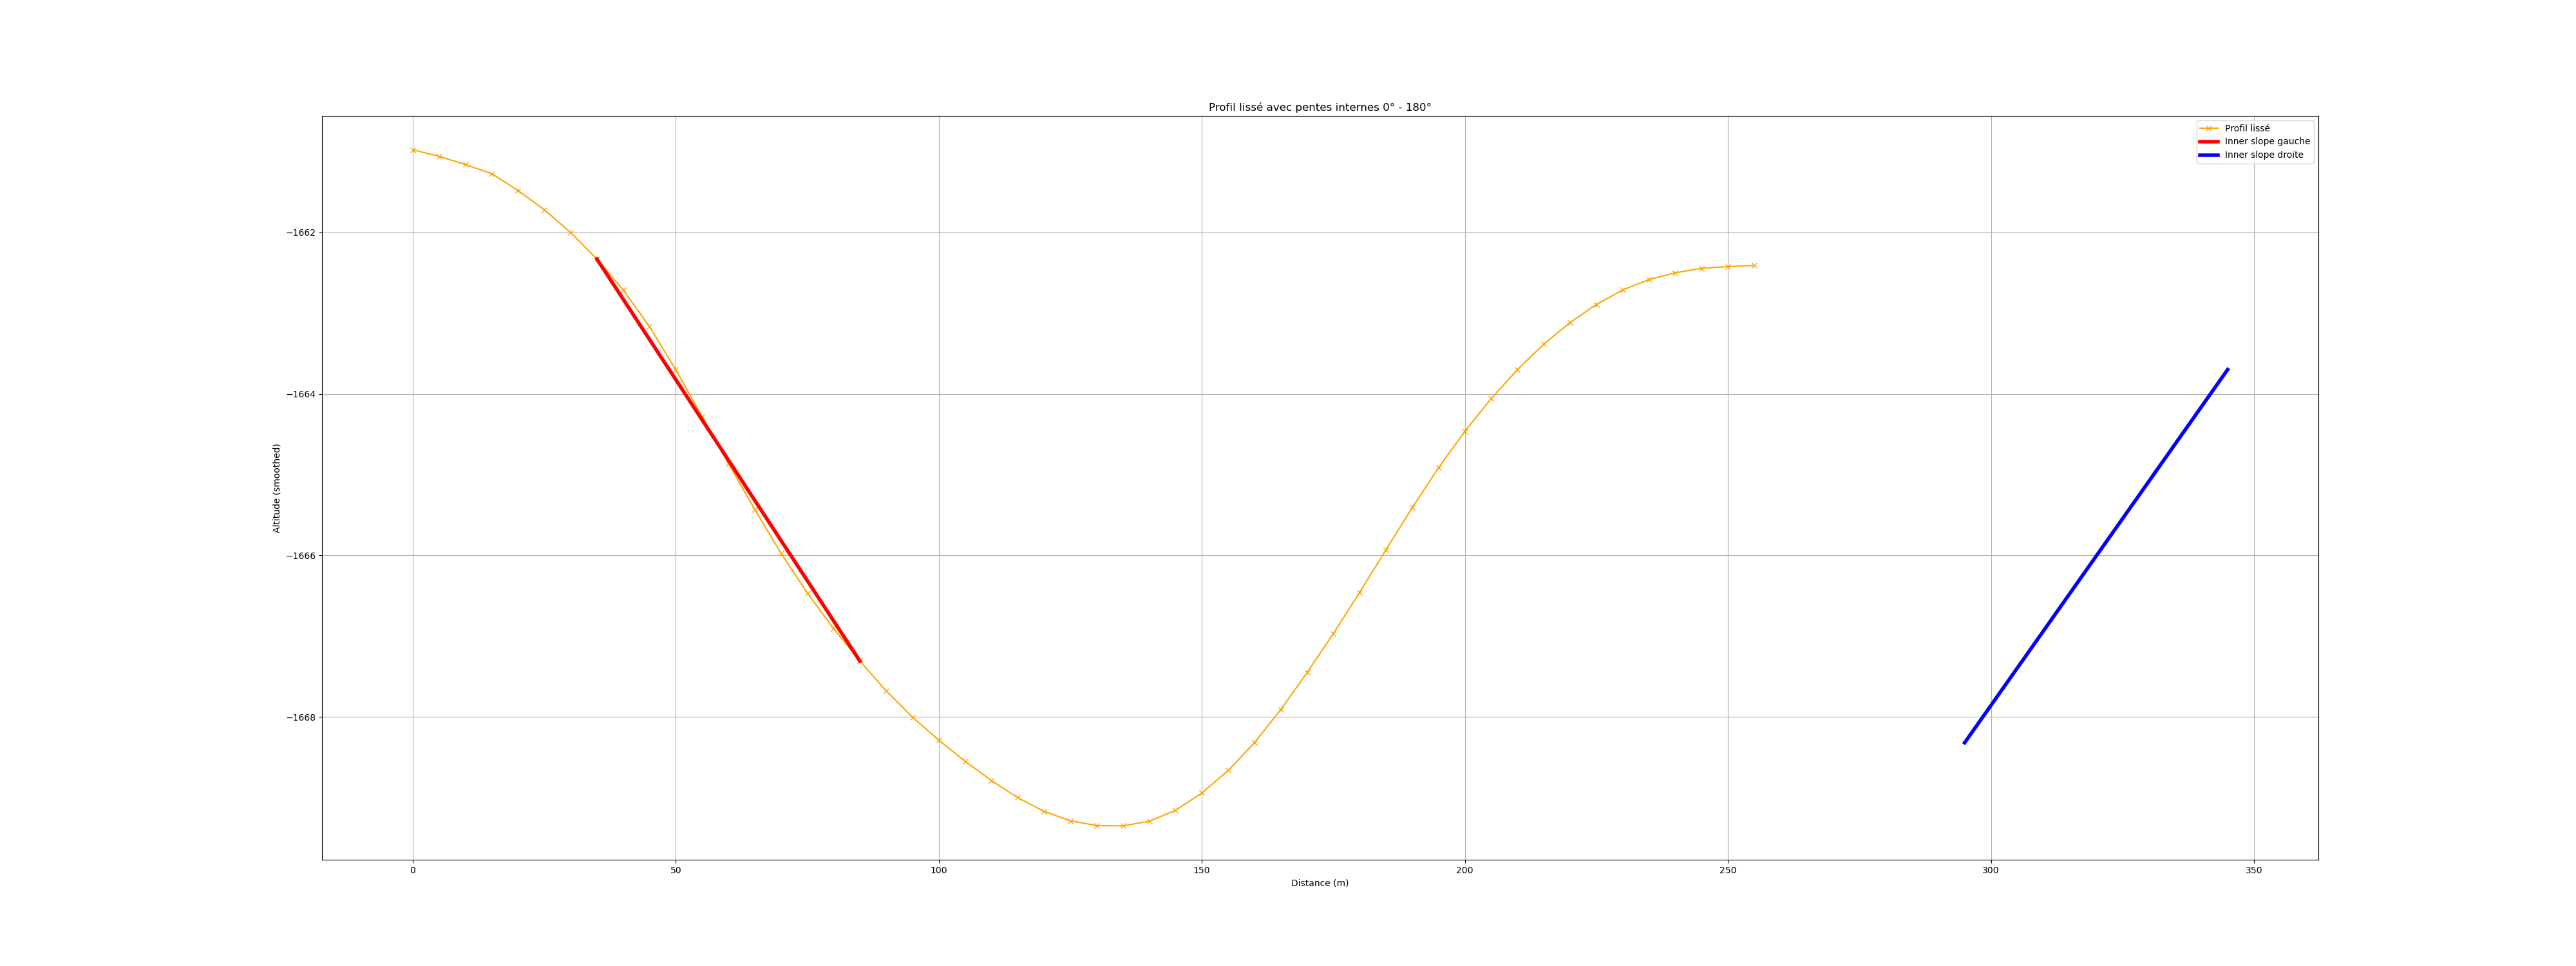 Profil lissé avec pentes internes 0° - 180°
Profil lissé
Inner slope gauche
Inner slope droite
−1662
−1664
−1666
−1668
Altitude (smoothed)
0 50 100 150 200 250 300 350
Distance (m)